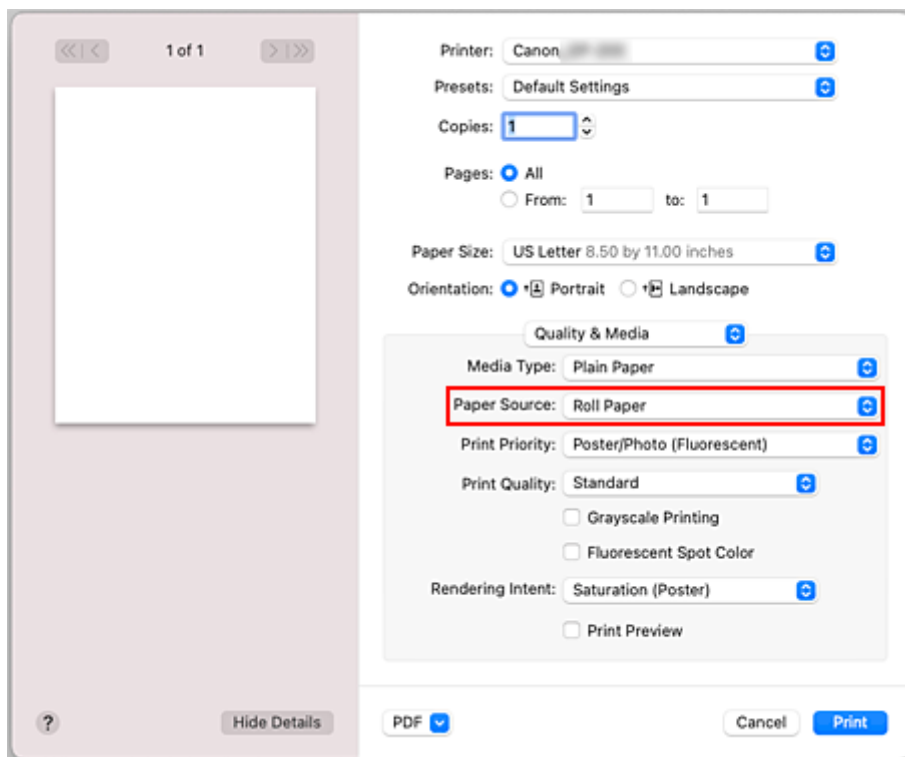 1 of 1
Printer: Canon
Presets: Default Settings
Copies: 1
Pages: All
From: 1 to: 1
Paper Size: US Letter 8.50 by 11.00 inches
Orientation: Portrait Landscape
Quality & Media
Media Type: Plain Paper
Paper Source: Roll Paper
Print Priority: Poster/Photo (Fluorescent)
Print Quality: Standard
Grayscale Printing
Fluorescent Spot Color
Rendering Intent: Saturation (Poster)
Print Preview
? Hide Details PDF Cancel Print